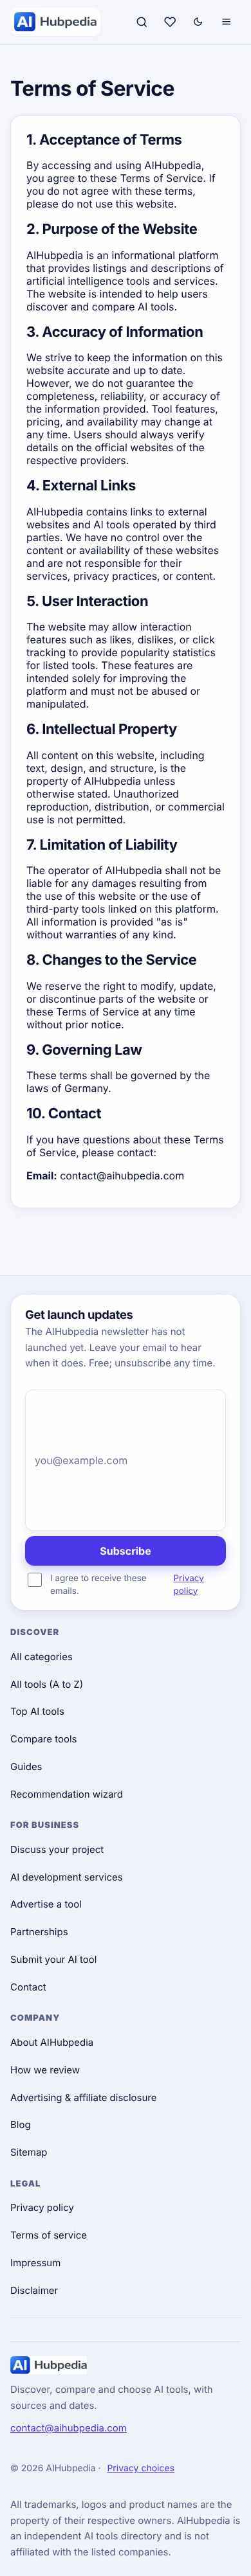 AI Hubpedia
Terms of Service
1. Acceptance of Terms
By accessing and using AIHubpedia,
you agree to these Terms of Service. If
you do not agree with these terms,
please do not use this website.
2. Purpose of the Website
AIHubpedia is an informational platform
that provides listings and descriptions of
artificial intelligence tools and services.
The website is intended to help users
discover and compare AI tools.
3. Accuracy of Information
We strive to keep the information on this
website accurate and up to date.
However, we do not guarantee the
completeness, reliability, or accuracy of
the information provided. Tool features,
pricing, and availability may change at
any time. Users should always verify
details on the official websites of the
respective providers.
4. External Links
AIHubpedia contains links to external
websites and AI tools operated by third
parties. We have no control over the
content or availability of these websites
and are not responsible for their
services, privacy practices, or content.
5. User Interaction
The website may allow interaction
features such as likes, dislikes, or click
tracking to provide popularity statistics
for listed tools. These features are
intended solely for improving the
platform and must not be abused or
manipulated.
6. Intellectual Property
All content on this website, including
text, design, and structure, is the
property of AIHubpedia unless
otherwise stated. Unauthorized
reproduction, distribution, or commercial
use is not permitted.
7. Limitation of Liability
The operator of AIHubpedia shall not be
liable for any damages resulting from
the use of this website or the use of
third-party tools linked on this platform.
All information is provided "as is"
without warranties of any kind.
8. Changes to the Service
We reserve the right to modify, update,
or discontinue parts of the website or
these Terms of Service at any time
without prior notice.
9. Governing Law
These terms shall be governed by the
laws of Germany.
10. Contact
If you have questions about these Terms
of Service, please contact:
Email: contact@aihubpedia.com
Get launch updates
The AIHubpedia newsletter has not
launched yet. Leave your email to hear
when it does. Free; unsubscribe any time.
you@example.com
Subscribe
I agree to receive these emails.
Privacy policy
DISCOVER
All categories
All tools (A to Z)
Top AI tools
Compare tools
Guides
Recommendation wizard
FOR BUSINESS
Discuss your project
AI development services
Advertise a tool
Partnerships
Submit your AI tool
Contact
COMPANY
About AIHubpedia
How we review
Advertising & affiliate disclosure
Blog
Sitemap
LEGAL
Privacy policy
Terms of service
Impressum
Disclaimer
AI Hubpedia
Discover, compare and choose AI tools, with
sources and dates.
contact@aihubpedia.com
© 2026 AIHubpedia · Privacy choices
All trademarks, logos and product names are the
property of their respective owners. AIHubpedia is
an independent AI tools directory and is not
affiliated with the listed companies.